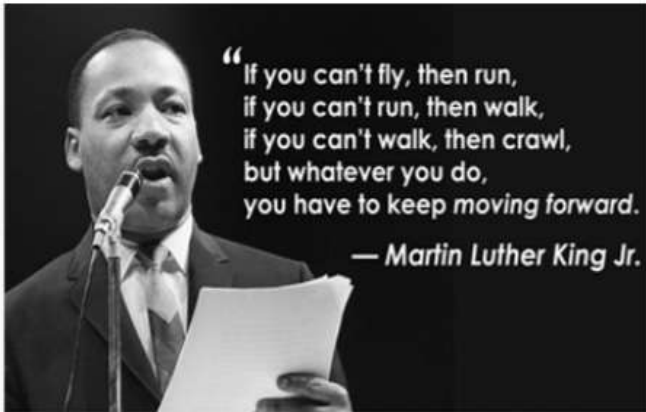 “If you can't fly, then run,
if you can't run, then walk,
if you can't walk, then crawl,
but whatever you do,
you have to keep moving forward.
— Martin Luther King Jr.